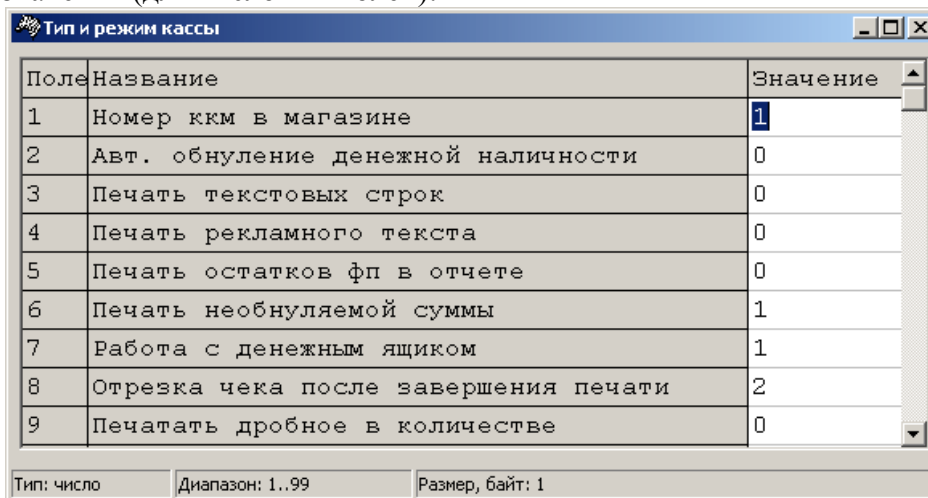 Тип и режим кассы
Поле Название Значение
1 Номер ккм в магазине 1
2 Авт. обнуление денежной наличности 0
3 Печать текстовых строк 0
4 Печать рекламного текста 0
5 Печать остатков фп в отчете 0
6 Печать необнуляемой суммы 1
7 Работа с денежным ящиком 1
8 Отрезка чека после завершения печати 2
9 Печатать дробное в количестве 0
Тип: число Диапазон: 1..99 Размер, байт: 1